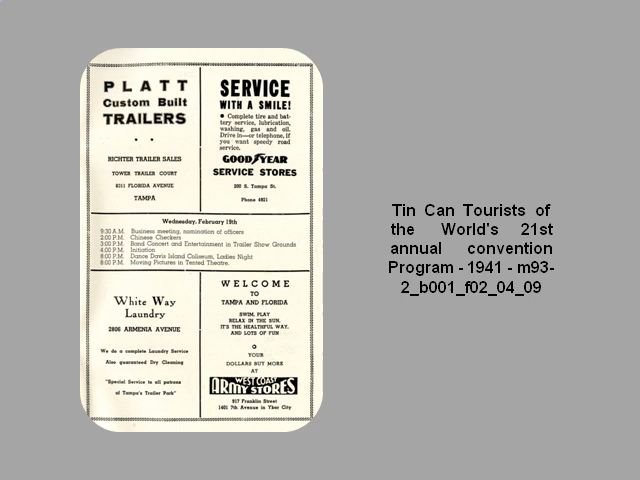 PLATT
Custom Built
TRAILERS
RICHTER TRAILER SALES
TOWER TRAILER COURT
8311 FLORIDA AVENUE
TAMPA
SERVICE
WITH A SMILE!
● Complete tire and bat-
tery service, lubrication,
washing, gas and oil.
Drive in—or telephone, if
you want speedy road
service.
GOODYEAR
SERVICE STORES
200 S. Tampa St.
Phone 4921
Wednesday, February 19th
9:30 A.M. Business meeting, nomination of officers
2:00 P.M. Chinese Checkers
3:00 P.M. Band Concert and Entertainment in Trailer Show Grounds
4:00 P.M. Initiation
8:00 P.M. Dance Davis Island Coliseum, Ladies Night
8:00 P.M. Moving Pictures in Tented Theatre.
White Way
Laundry
2806 ARMENIA AVENUE
We do a complete Laundry Service
Also guaranteed Dry Cleaning
"Special Service to all patrons
of Tampa's Trailer Park"
WELCOME
TO
TAMPA AND FLORIDA
SWIM, PLAY
RELAX IN THE SUN,
IT'S THE HEALTHFUL WAY,
AND LOTS OF FUN
YOUR
DOLLARS BUY MORE
AT
WEST COAST
ARMY STORES
917 Franklin Street
1401 7th Avenue in Ybor City
Tin Can Tourists of
the World's 21st
annual convention
Program - 1941 - m93-
2_b001_f02_04_09